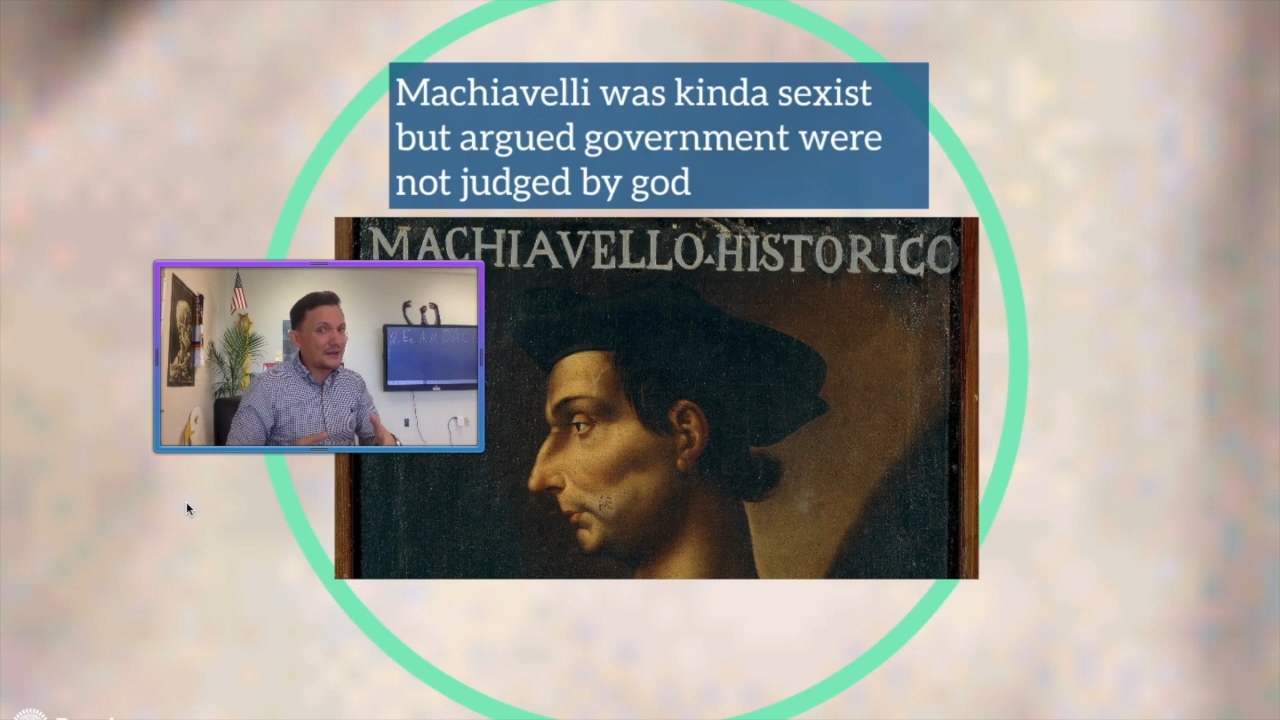 Machiavelli was kinda sexist
but argued government were
not judged by god
MACHIAVELLO·HISTORICO